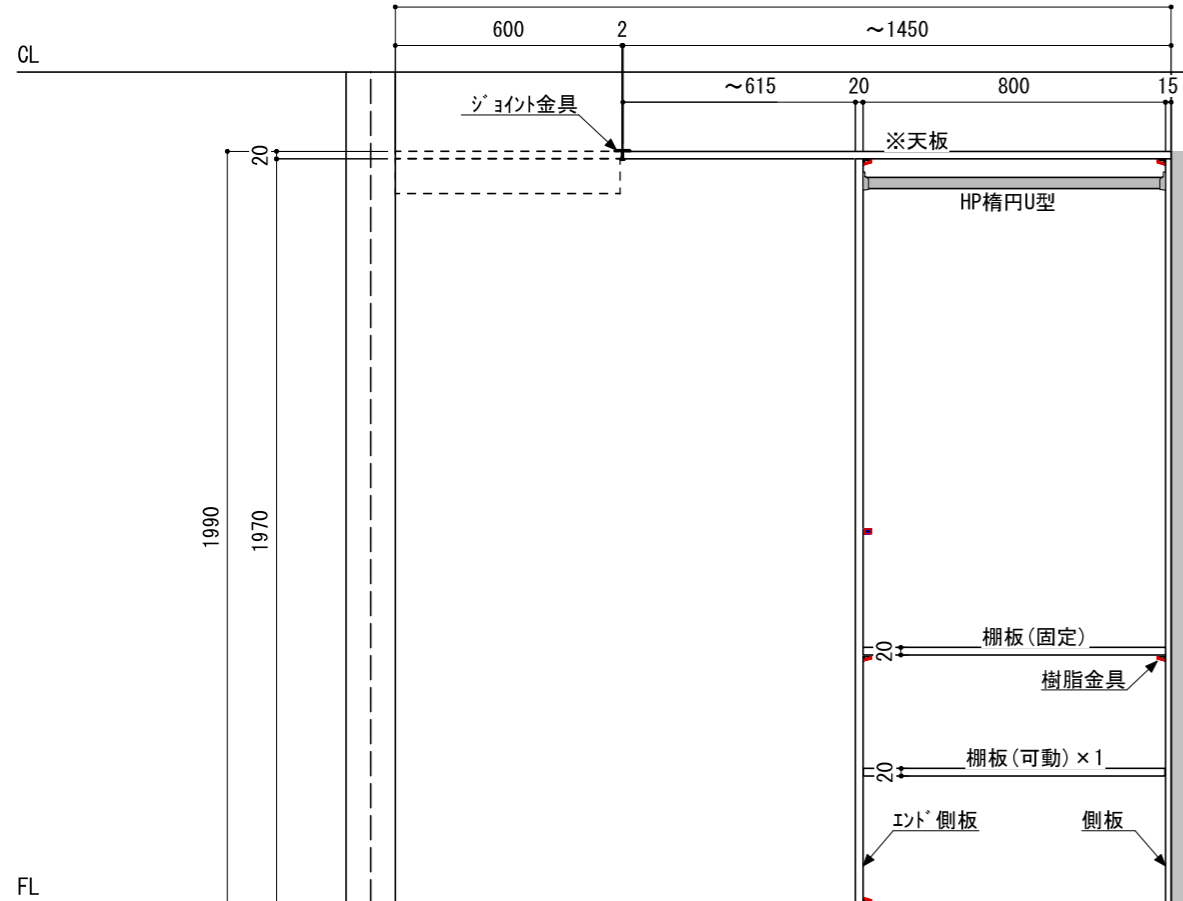 600
2
～1450
CL
～615
20
800
15
ｼﾞｮｲﾝﾄ金具
※天板
20
HP楕円U型
1990
1970
棚板(固定)
20
樹脂金具
棚板(可動)×1
20
ｴﾝﾄﾞ側板
側板
FL